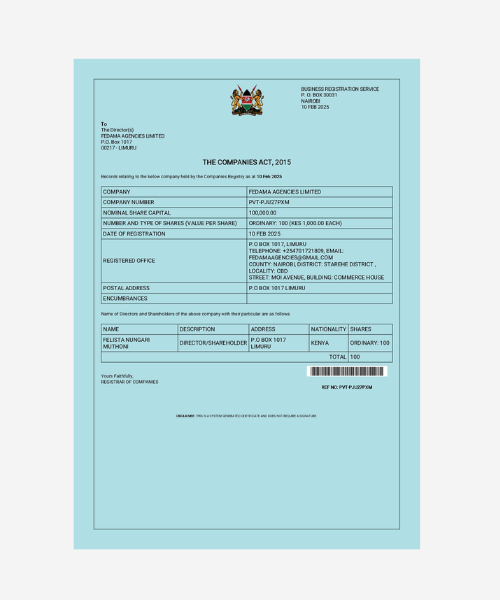 BUSINESS REGISTRATION SERVICE
P. O. BOX 30031
NAIROBI
10 FEB 2025
To
The Director(s)
FEDAMA AGENCIES LIMITED
P.O. Box 1017
00217 - LIMURU
THE COMPANIES ACT, 2015
Records relating to the below company held by the Companies Registry as at 10 Feb 2025
COMPANY FEDAMA AGENCIES LIMITED
COMPANY NUMBER PVT-PJU27PXM
NOMINAL SHARE CAPITAL 100,000.00
NUMBER AND TYPE OF SHARES (VALUE PER SHARE) ORDINARY: 100 (KES 1,000.00 EACH)
DATE OF REGISTRATION 10 FEB 2025
REGISTERED OFFICE P.O BOX 1017, LIMURU
TELEPHONE: +254701721809, EMAIL:
FEDAMAAGENCIES@GMAIL.COM
COUNTY: NAIROBI, DISTRICT: STAREHE DISTRICT ,
LOCALITY: CBD
STREET: MOI AVENUE, BUILDING: COMMERCE HOUSE
POSTAL ADDRESS P.O BOX 1017 LIMURU
ENCUMBRANCES
Name of Directors and Shareholders of the above company with their particular are as follows
NAME DESCRIPTION ADDRESS NATIONALITY SHARES
FELISTA NUNGARI MUTHONI DIRECTOR/SHAREHOLDER P.O BOX 1017 LIMURU KENYA ORDINARY: 100
TOTAL 100
Yours Faithfully,
REGISTRAR OF COMPANIES
REF NO: PVT-PJU27PXM
DISCLAIMER: THIS IS A SYSTEM GENERATED CERTIFICATE AND DOES NOT REQUIRE A SIGNATURE